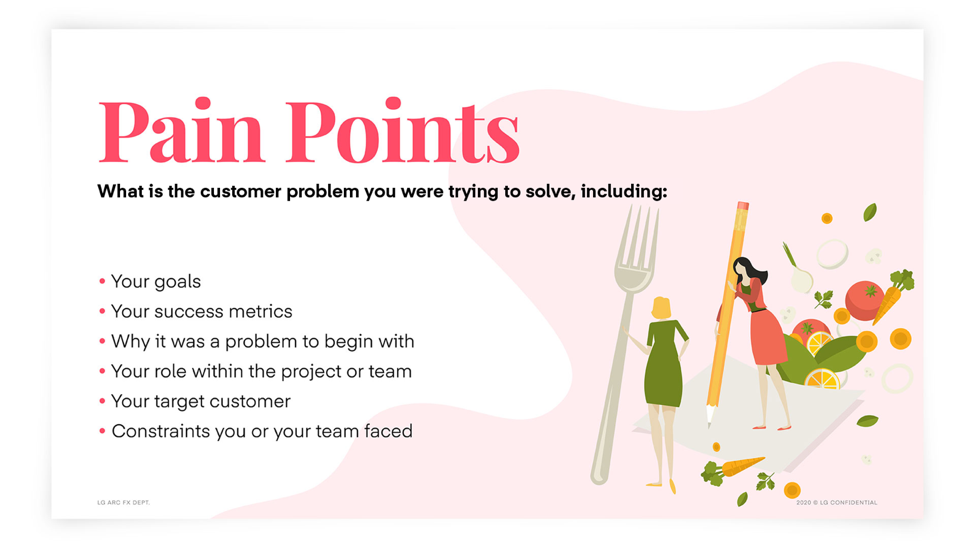 Pain Points
What is the customer problem you were trying to solve, including:
• Your goals
• Your success metrics
• Why it was a problem to begin with
• Your role within the project or team
• Your target customer
• Constraints you or your team faced
LG ARC FX DEPT.
2020 © LG CONFIDENTIAL